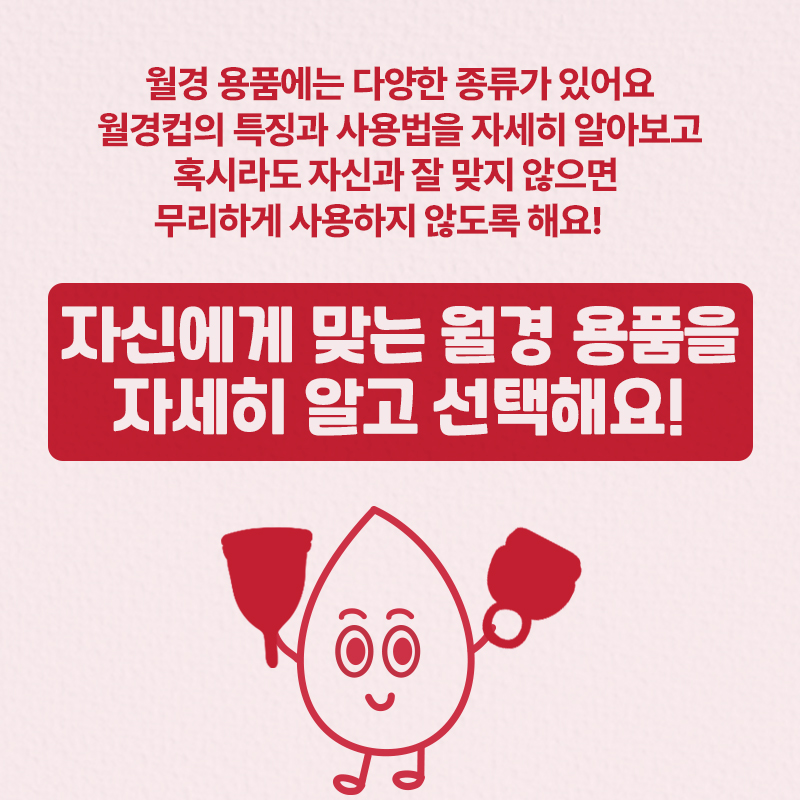 월경 용품에는 다양한 종류가 있어요
월경컵의 특징과 사용법을 자세히 알아보고
혹시라도 자신과 잘 맞지 않으면
무리하게 사용하지 않도록 해요!
자신에게 맞는 월경 용품을
자세히 알고 선택해요!